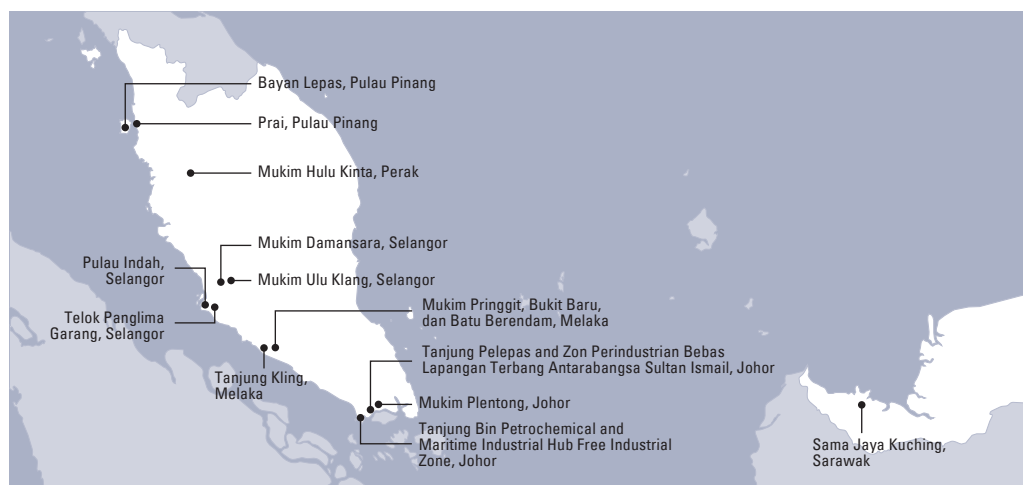 Bayan Lepas, Pulau Pinang
Prai, Pulau Pinang
Mukim Hulu Kinta, Perak
Mukim Damansara, Selangor
Pulau Indah,
Selangor
Mukim Ulu Klang, Selangor
Telok Panglima
Garang, Selangor
Mukim Pringgit, Bukit Baru,
dan Batu Berendam, Melaka
Tanjung Kling,
Melaka
Tanjung Pelepas and Zon Perindustrian Bebas
Lapangan Terbang Antarabangsa Sultan Ismail, Johor
Mukim Plentong, Johor
Tanjung Bin Petrochemical and
Maritime Industrial Hub Free Industrial
Zone, Johor
Sama Jaya Kuching,
Sarawak